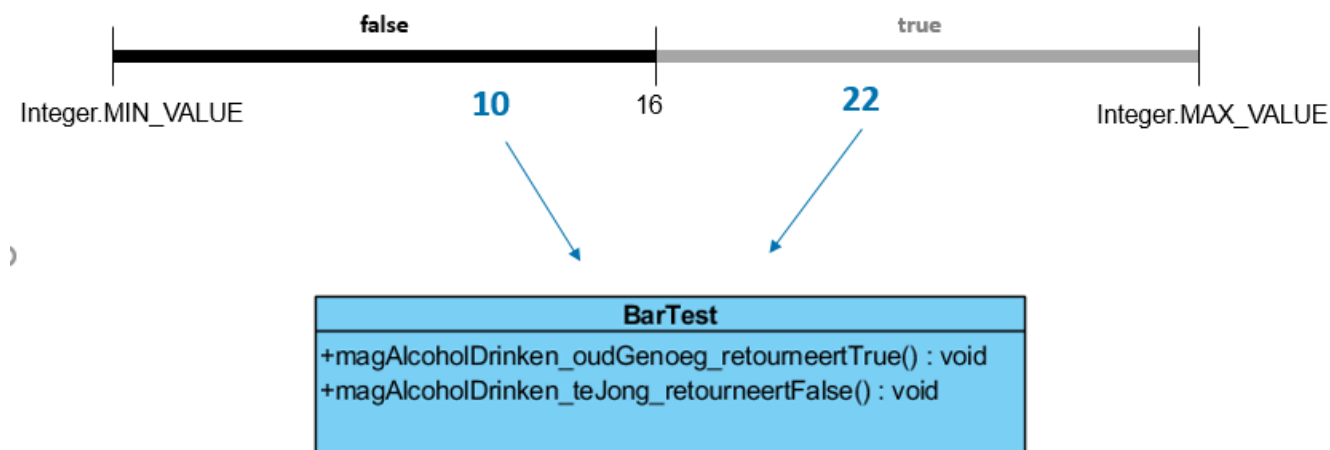 false true
Integer.MIN_VALUE 10 16 22 Integer.MAX_VALUE
BarTest
+magAlcoholDrinken_oudGenoeg_retourneertTrue() : void
+magAlcoholDrinken_teJong_retourneertFalse() : void